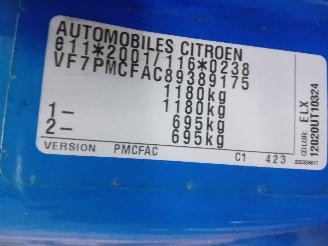 AUTOMOBILES CITROEN
e11*2001/116*0238
VF7PMCFAC89389175
1180kg
1180kg
1- 695kg
2- 695kg
VERSION PMCFAC C1 423
COLOR: ELX
12020UT10324